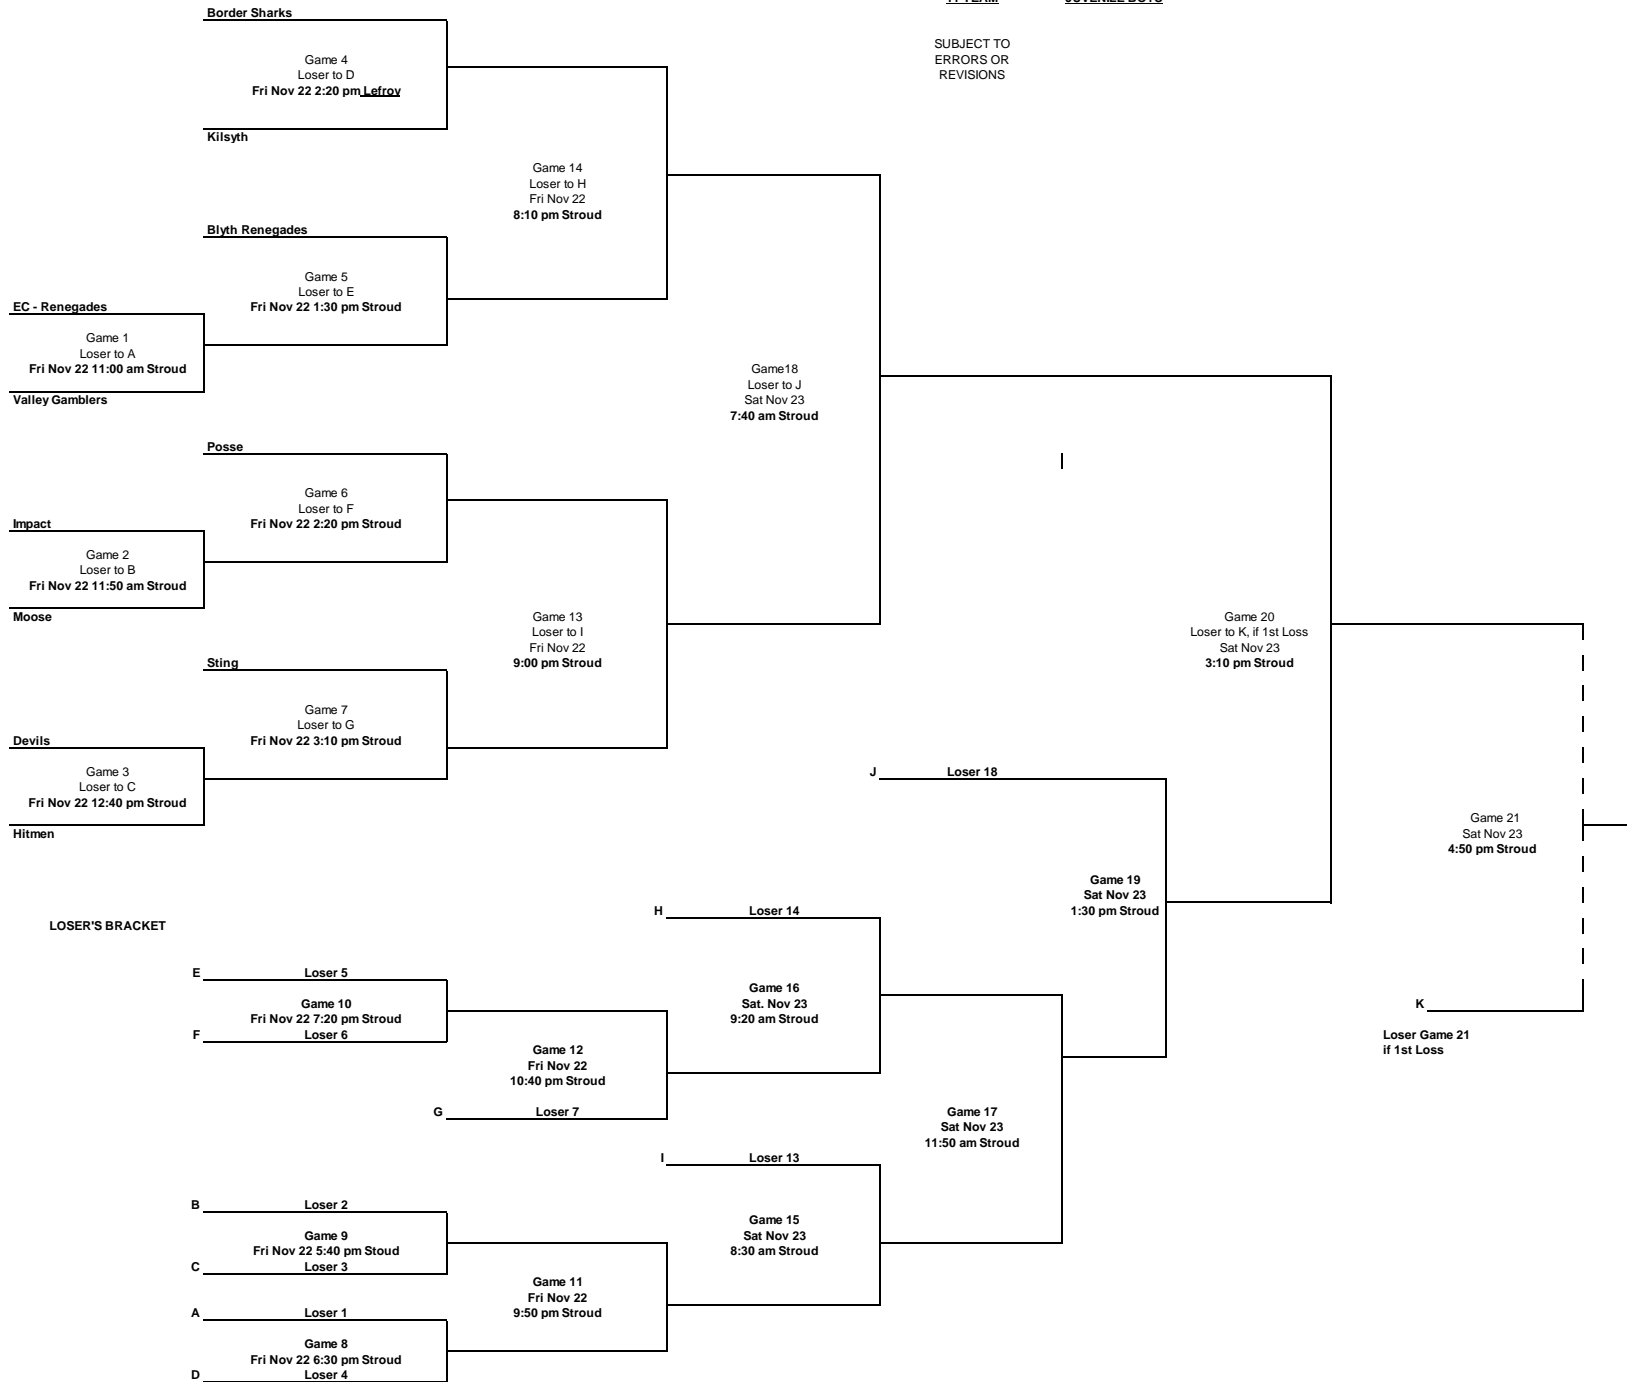 11 TEAM JUVENILE BOYS
SUBJECT TO
ERRORS OR
REVISIONS
Border Sharks
Game 4
Loser to D
Fri Nov 22 2:20 pm Lefroy
Kilsyth
Game 14
Loser to H
Fri Nov 22
8:10 pm Stroud
Blyth Renegades
Game 5
Loser to E
Fri Nov 22 1:30 pm Stroud
EC - Renegades
Game 1
Loser to A
Fri Nov 22 11:00 am Stroud
Valley Gamblers
Game18
Loser to J
Sat Nov 23
7:40 am Stroud
Posse
Game 6
Loser to F
Fri Nov 22 2:20 pm Stroud
Impact
Game 2
Loser to B
Fri Nov 22 11:50 am Stroud
Moose
Game 13
Loser to I
Fri Nov 22
9:00 pm Stroud
Game 20
Loser to K, if 1st Loss
Sat Nov 23
3:10 pm Stroud
Sting
Game 7
Loser to G
Fri Nov 22 3:10 pm Stroud
Devils
Game 3
Loser to C
Fri Nov 22 12:40 pm Stroud
Hitmen
J Loser 18
Game 21
Sat Nov 23
4:50 pm Stroud
Game 19
Sat Nov 23
1:30 pm Stroud
LOSER'S BRACKET
H Loser 14
E Loser 5
Game 10
Fri Nov 22 7:20 pm Stroud
F Loser 6
Game 16
Sat. Nov 23
9:20 am Stroud
K
Loser Game 21
if 1st Loss
Game 12
Fri Nov 22
10:40 pm Stroud
G Loser 7
Game 17
Sat Nov 23
11:50 am Stroud
I Loser 13
B Loser 2
Game 9
Fri Nov 22 5:40 pm Stoud
C Loser 3
Game 15
Sat Nov 23
8:30 am Stroud
Game 11
Fri Nov 22
9:50 pm Stroud
A Loser 1
Game 8
Fri Nov 22 6:30 pm Stroud
D Loser 4